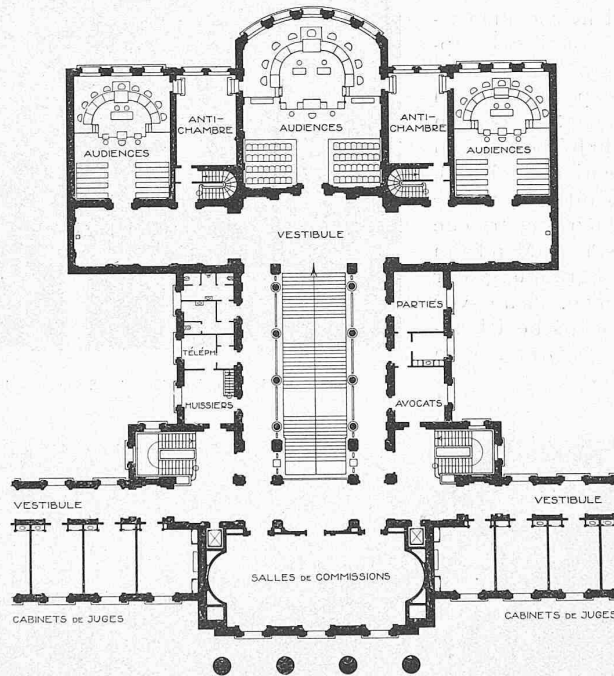 ANTI-
CHAMBRE
AUDIENCES
ANTI-
CHAMBRE
AUDIENCES
AUDIENCES
VESTIBULE
PARTIES
TÉLÉPH.
HUISSIERS
AVOCATS
VESTIBULE
VESTIBULE
SALLES DE COMMISSIONS
CABINETS DE JUGES
CABINETS DE JUGES